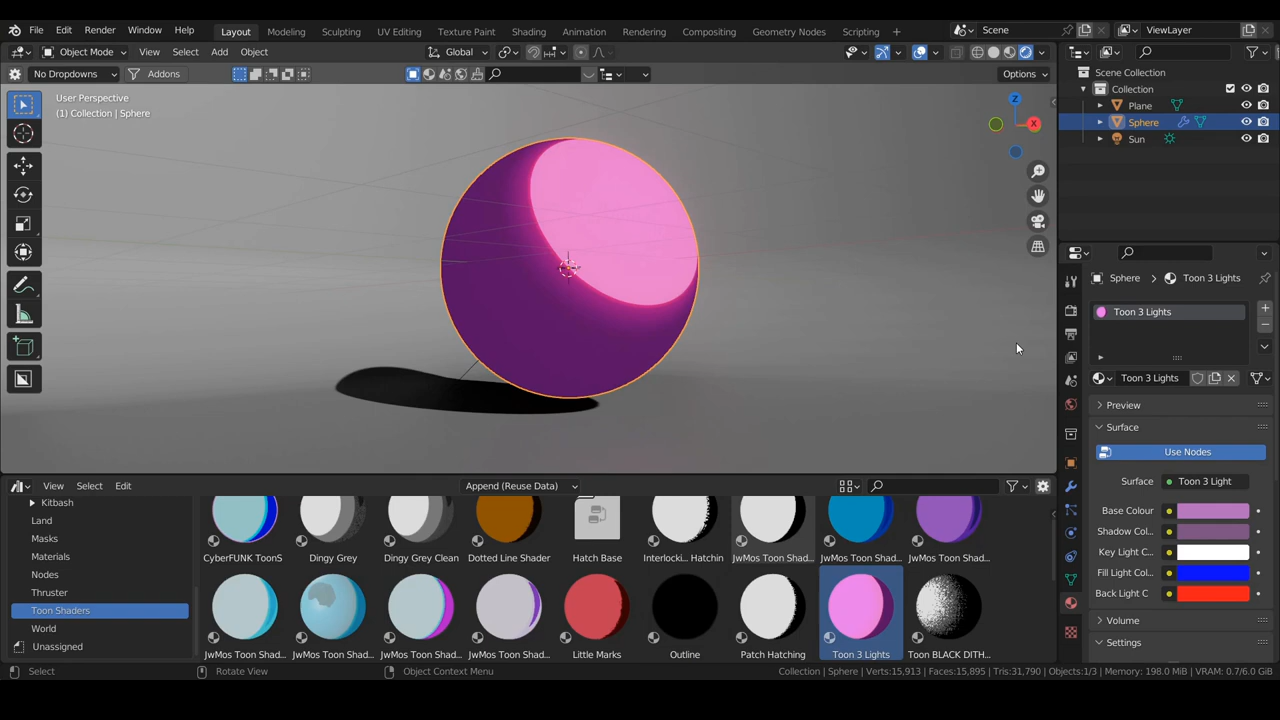 File Edit Render Window Help Layout Modeling Sculpting UV Editing Texture Paint Shading Animation Rendering Compositing Geometry Nodes Scripting + Scene ViewLayer
Object Mode View Select Add Object Global
No Dropdowns Addons Options
User Perspective
(1) Collection | Sphere
Z
X
Scene Collection
Collection
Plane
Sphere
Sun
Sphere Toon 3 Lights
Toon 3 Lights
Toon 3 Lights
Preview
Surface
Use Nodes
Surface Toon 3 Light
Base Colour
Shadow Col...
Key Light C...
Fill Light Col...
Back Light C
Volume
Settings
View Select Edit Append (Reuse Data)
Kitbash
Land
Masks
Materials
Nodes
Thruster
Toon Shaders
World
Unassigned
CyberFUNK ToonS Dingy Grey Dingy Grey Clean Dotted Line Shader Hatch Base Interlocki... Hatchin JwMos Toon Shad... JwMos Toon Shad... JwMos Toon Shad...
JwMos Toon Shad... JwMos Toon Shad... JwMos Toon Shad... JwMos Toon Shad... Little Marks Outline Patch Hatching Toon 3 Lights Toon BLACK DITH...
Select Rotate View Object Context Menu Collection | Sphere | Verts:15,913 | Faces:15,895 | Tris:31,790 | Objects:1/3 | Memory: 198.0 MiB | VRAM: 0.7/6.0 GiB